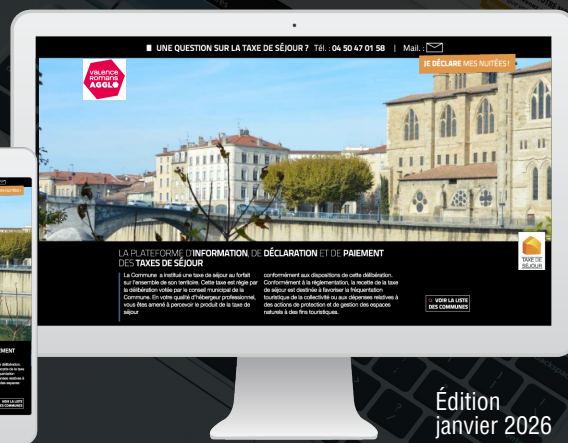 UNE QUESTION SUR LA TAXE DE SÉJOUR ? Tél. : 04 50 47 01 58 | Mail. :
JE DÉCLARE MES NUITÉES !
valence
Romans
AGGLO
LA PLATEFORME D'INFORMATION, DE DÉCLARATION ET DE PAIEMENT
DES TAXES DE SÉJOUR
La Commune a institué une taxe de séjour au forfait
sur l'ensemble de son territoire. Cette taxe est régie par
la délibération votée par le conseil municipal de la
Commune. En votre qualité d'hébergeur professionnel,
vous êtes amené à percevoir le produit de la taxe de
séjour
conformément aux dispositions de cette délibération.
Conformément à la réglementation, la recette de la taxe
de séjour est destinée à favoriser la fréquentation
touristique de la collectivité ou aux dépenses relatives à
des actions de protection et de gestion des espaces
naturels à des fins touristiques.
TAXE DE
SÉJOUR
VOIR LA LISTE
DES COMMUNES
Édition
janvier 2026